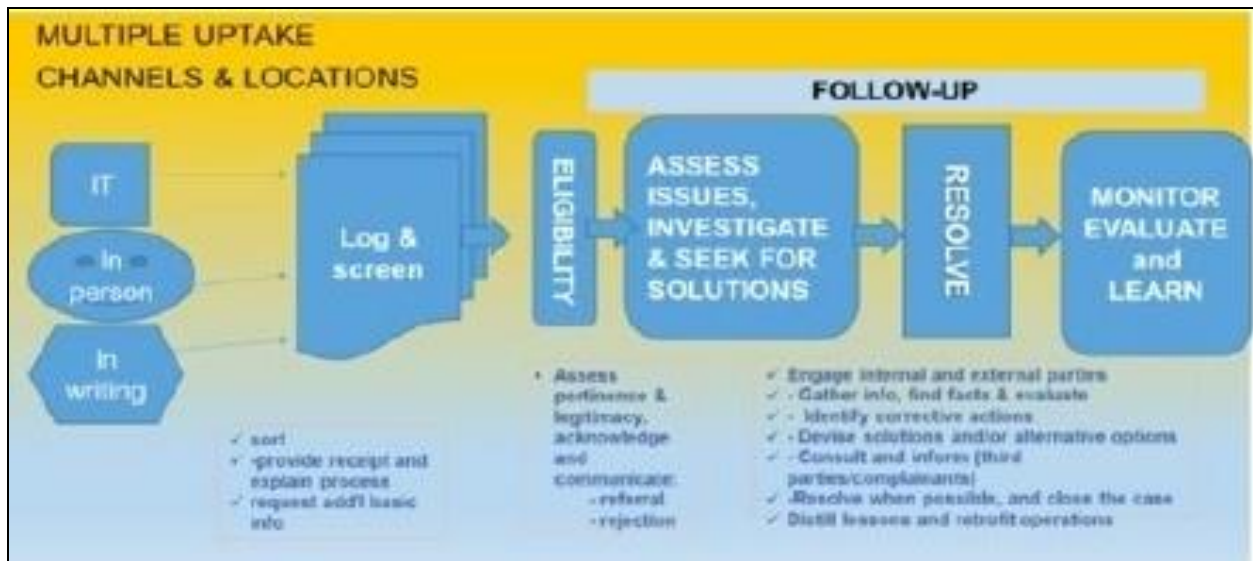 MULTIPLE UPTAKE
CHANNELS & LOCATIONS
FOLLOW-UP
IT
In
person
In
writing
Log &
screen
ELIGIBILITY
ASSESS
ISSUES,
INVESTIGATE
& SEEK FOR
SOLUTIONS
RESOLVE
MONITOR
EVALUATE
and
LEARN
✓ sort
✓ -provide receipt and
explain process
✓ request add'l basic
info
• Assess
pertinence &
legitimacy,
acknowledge
and
communicate:
- referral
- rejection
✓ Engage internal and external parties
✓ - Gather info, find facts & evaluate
✓ - Identify corrective actions
✓ - Devise solutions and/or alternative options
✓ - Consult and inform (third
parties/complainants)
✓ -Resolve when possible, and close the case
✓ Distill lessons and retrofit operations